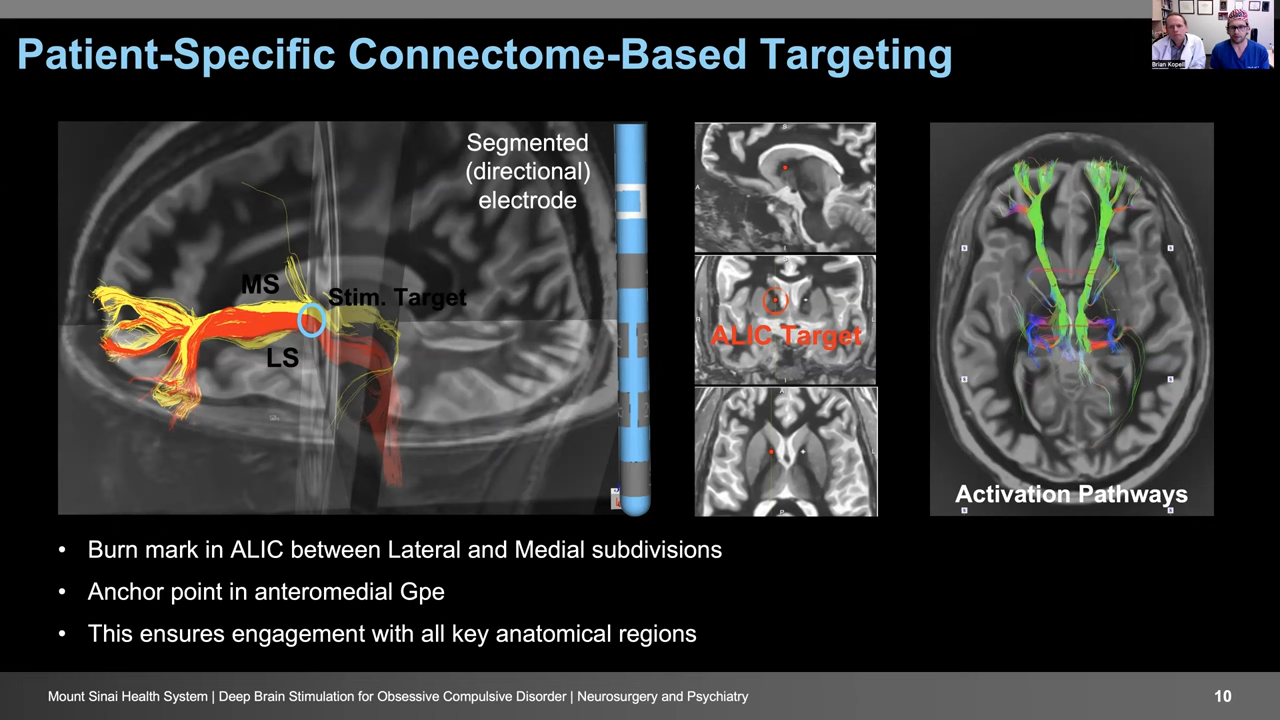 Patient-Specific Connectome-Based Targeting
Brian Kopell
Segmented
(directional)
electrode
MS
Stim. Target
LS
ALIC Target
Activation Pathways
• Burn mark in ALIC between Lateral and Medial subdivisions
• Anchor point in anteromedial Gpe
• This ensures engagement with all key anatomical regions
Mount Sinai Health System | Deep Brain Stimulation for Obsessive Compulsive Disorder | Neurosurgery and Psychiatry
10